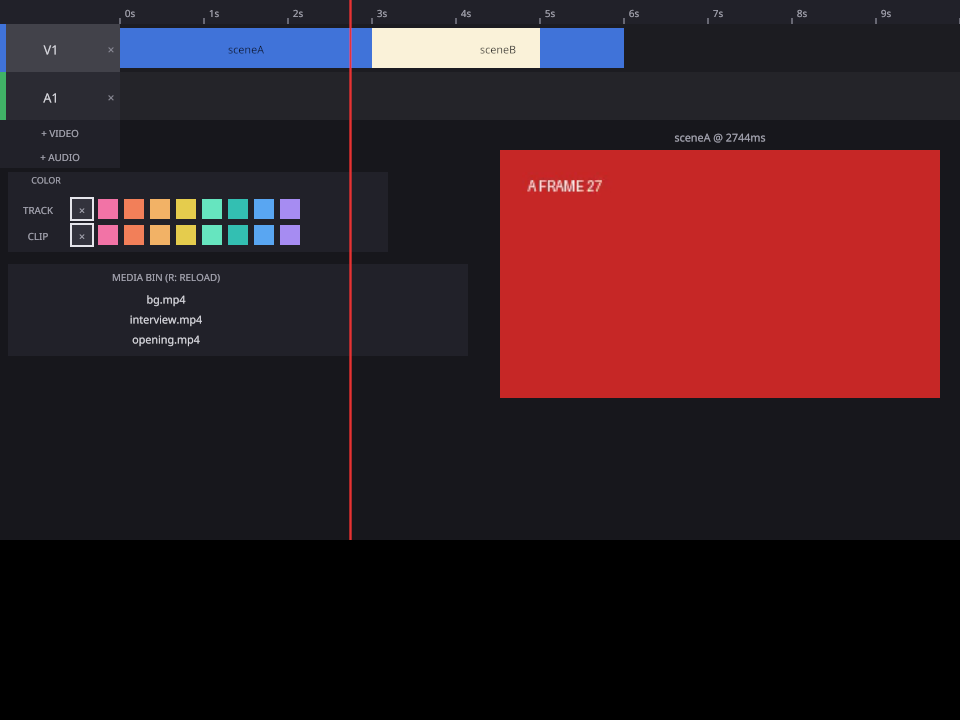 0s 1s 2s 3s 4s 5s 6s 7s 8s 9s
V1 × sceneA sceneB
A1 ×
+ VIDEO
+ AUDIO
sceneA @ 2744ms
A FRAME 27
COLOR
TRACK ×
CLIP ×
MEDIA BIN (R: RELOAD)
bg.mp4
interview.mp4
opening.mp4